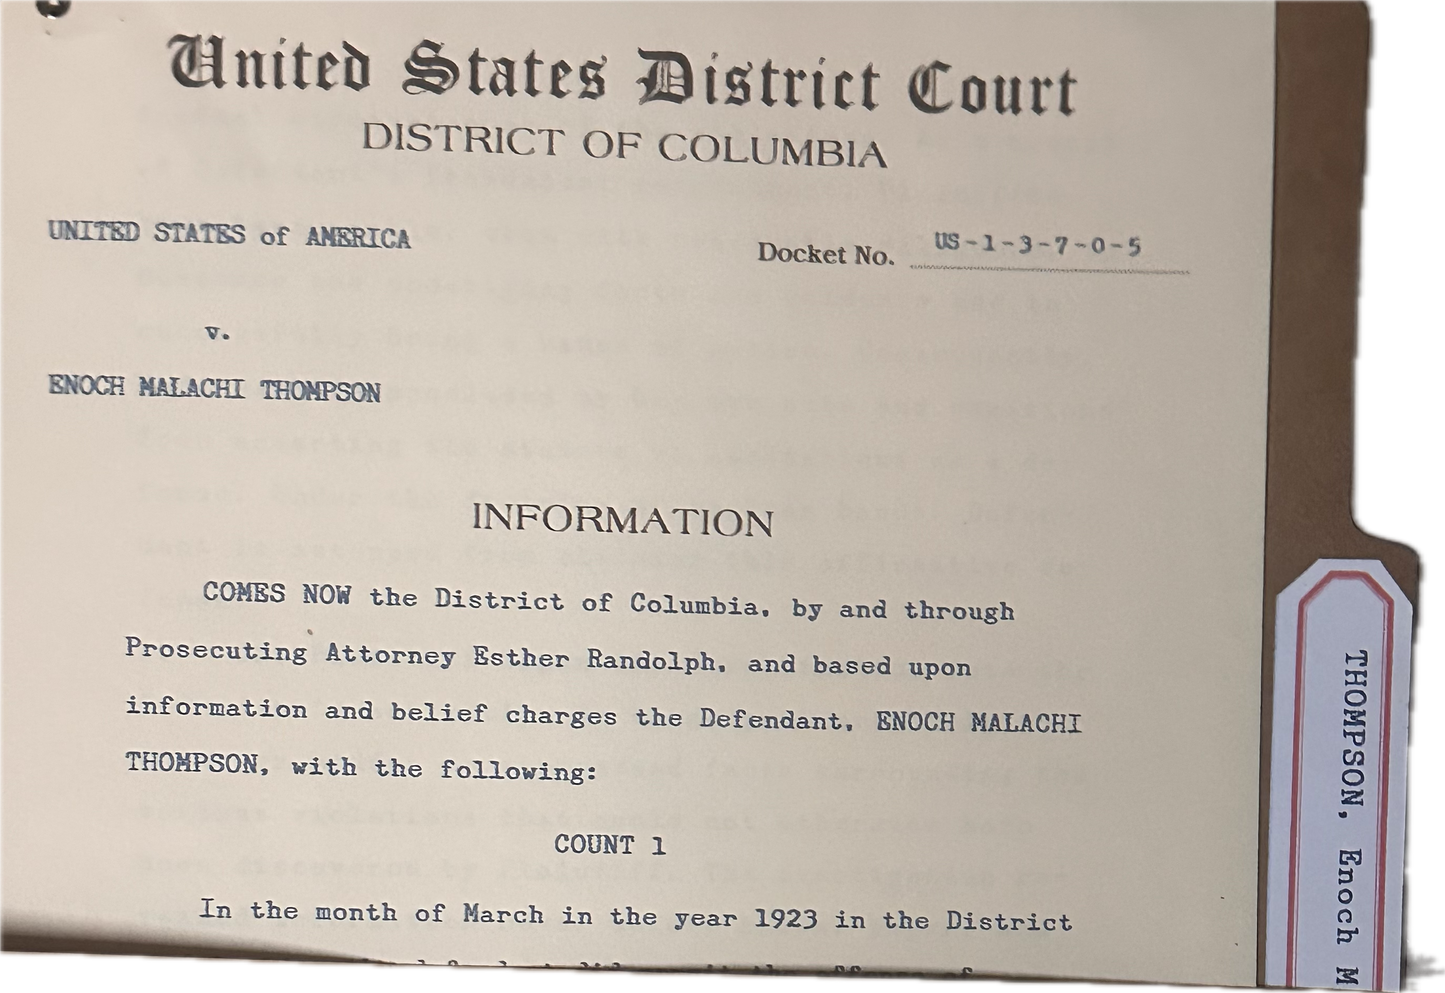 United States District Court
DISTRICT OF COLUMBIA
UNITED STATES of AMERICA
Docket No. US-1-3-7-0-5
v.
ENOCH MALACHI THOMPSON
INFORMATION
COMES NOW the District of Columbia, by and through
Prosecuting Attorney Esther Randolph, and based upon
information and belief charges the Defendant, ENOCH MALACHI
THOMPSON, with the following:
COUNT 1
In the month of March in the year 1923 in the District
THOMPSON, Enoch M